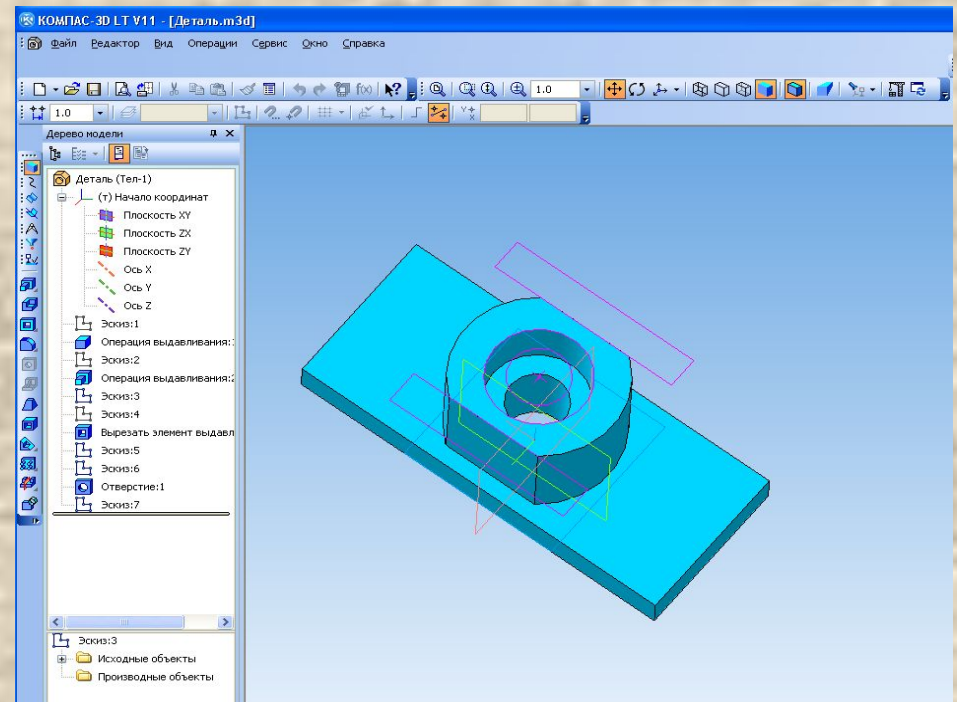 КОМПАС-3D LT V11 - [Деталь.m3d]
Файл Редактор Вид Операции Сервис Окно Справка
1.0
1.0
Дерево модели
Деталь (Тел-1)
(т) Начало координат
Плоскость XY
Плоскость ZX
Плоскость ZY
Ось X
Ось Y
Ось Z
Эскиз:1
Операция выдавливания:
Эскиз:2
Операция выдавливания:2
Эскиз:3
Эскиз:4
Вырезать элемент выдавл
Эскиз:5
Эскиз:6
Отверстие:1
Эскиз:7
Эскиз:3
Исходные объекты
Производные объекты